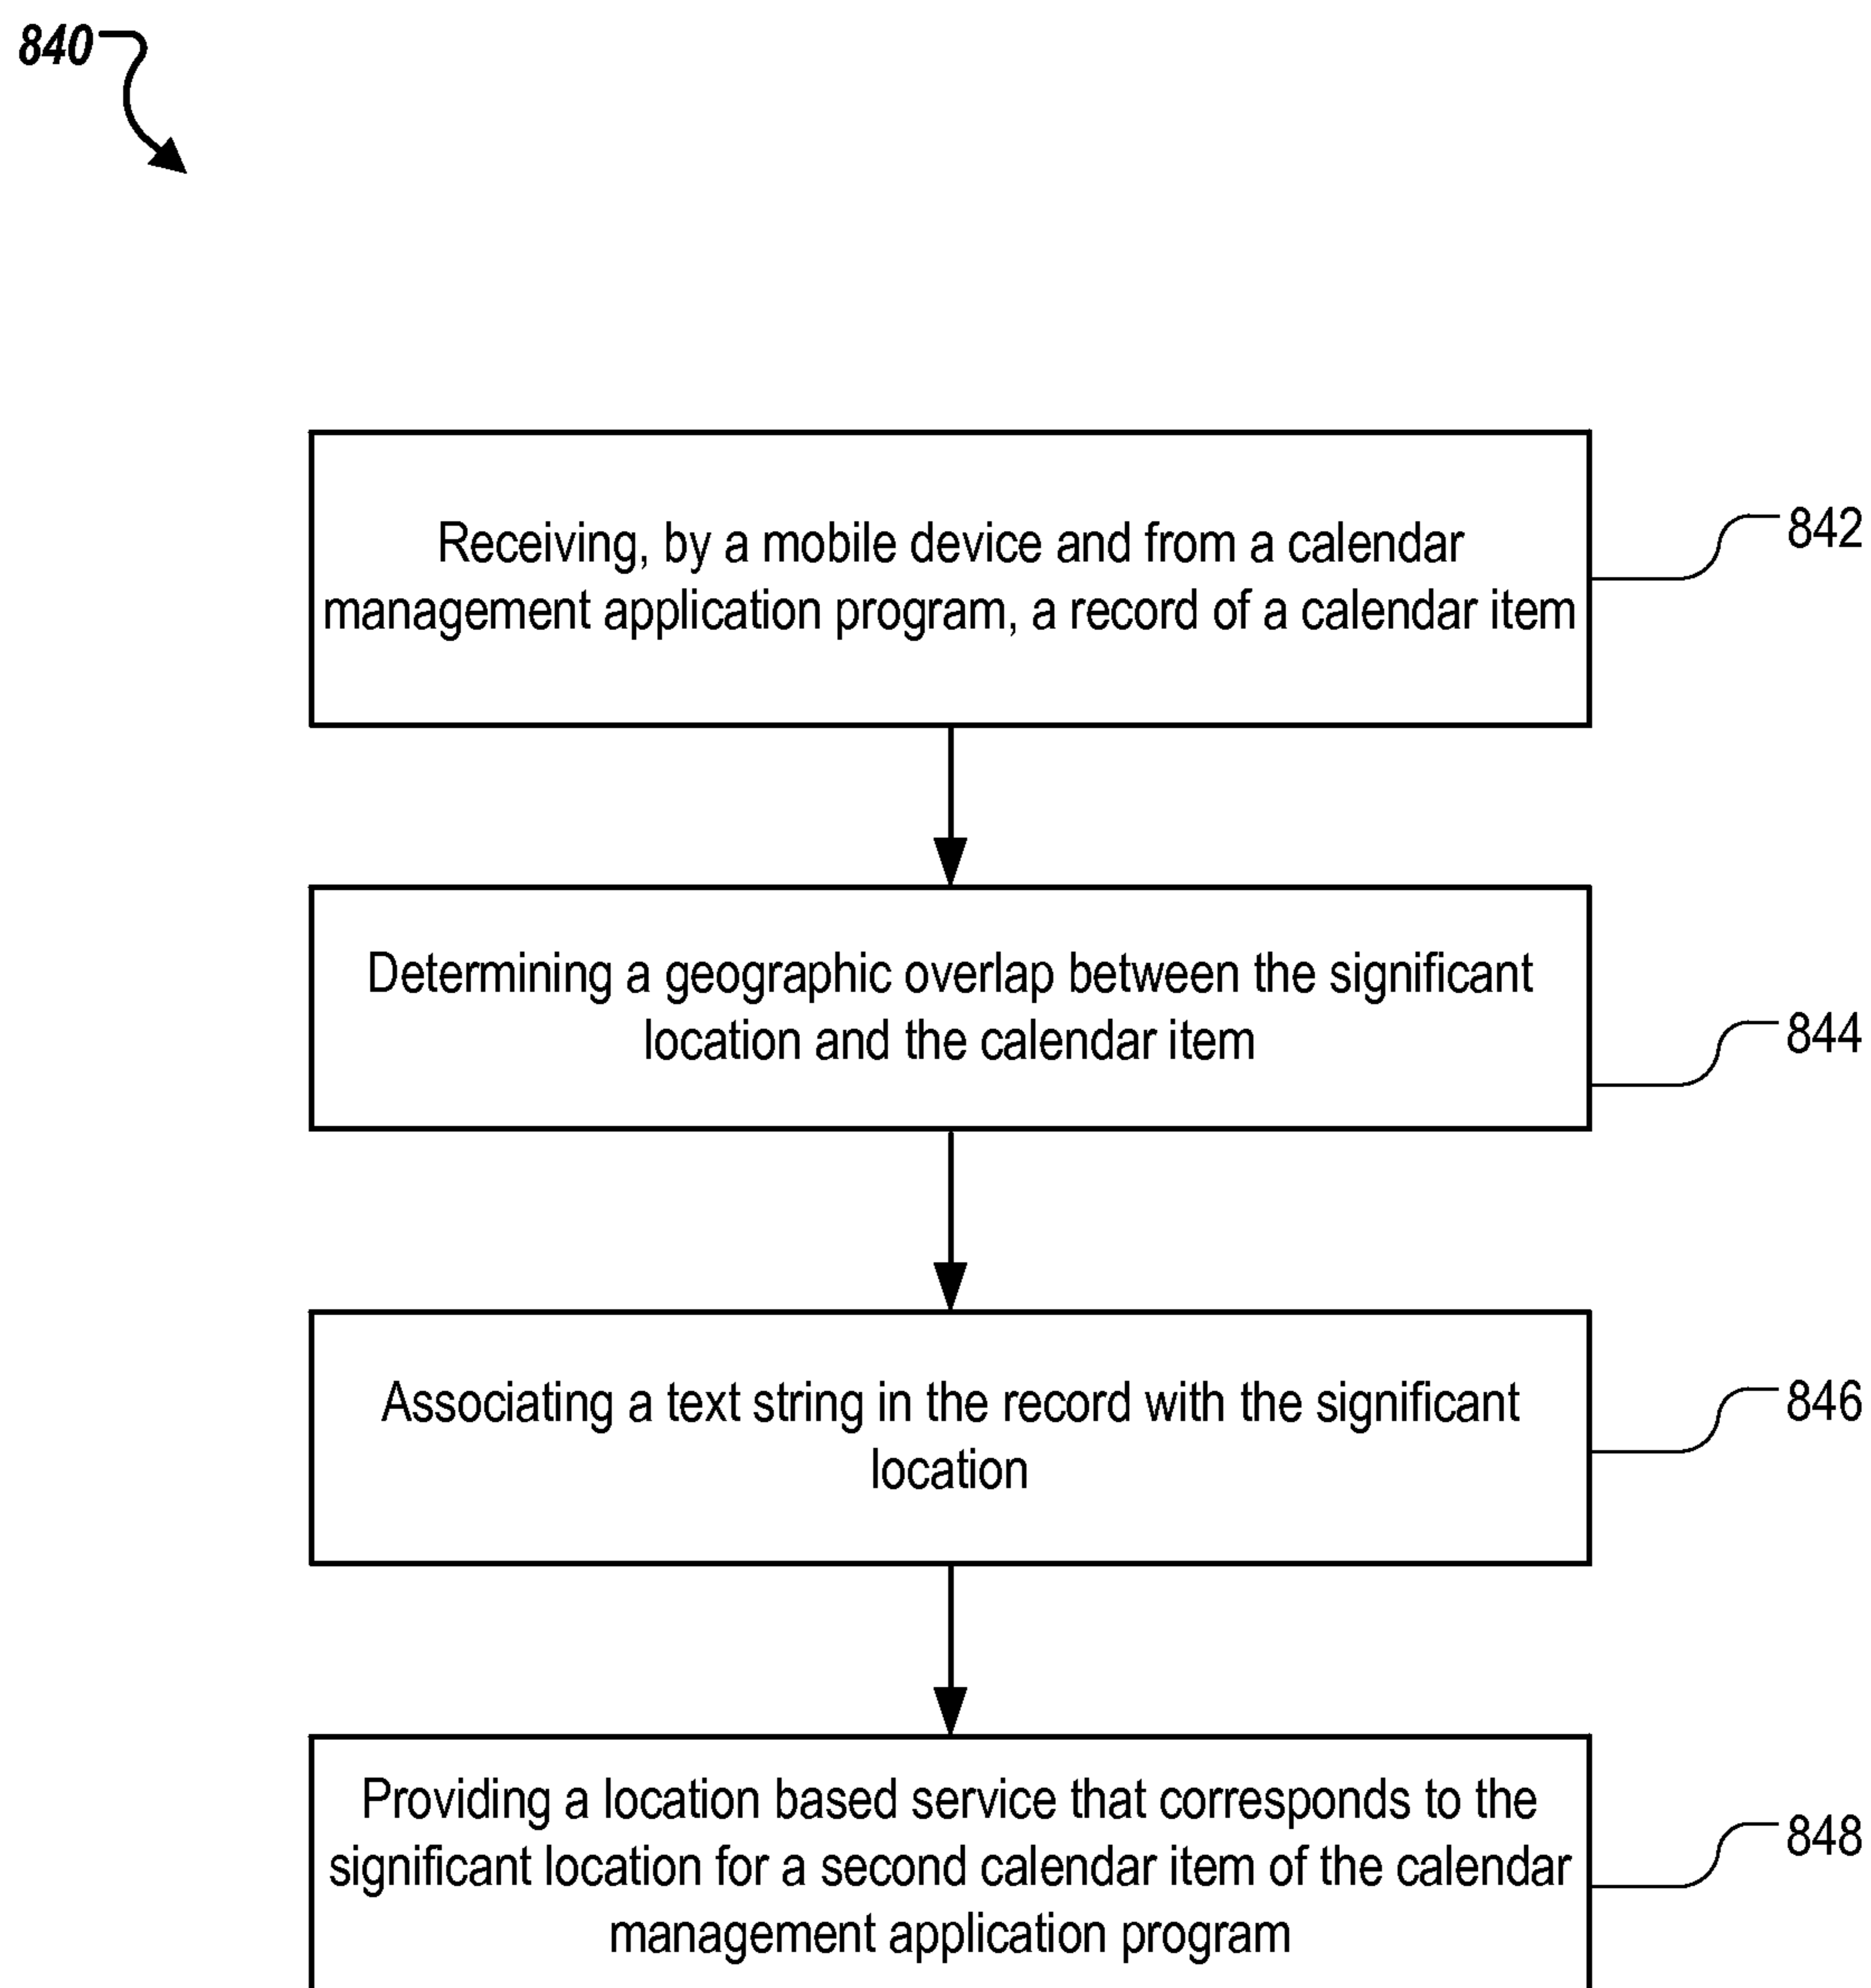 840
Receiving, by a mobile device and from a calendar
management application program, a record of a calendar item
842
Determining a geographic overlap between the significant
location and the calendar item
844
Associating a text string in the record with the significant
location
846
Providing a location based service that corresponds to the
significant location for a second calendar item of the calendar
management application program
848